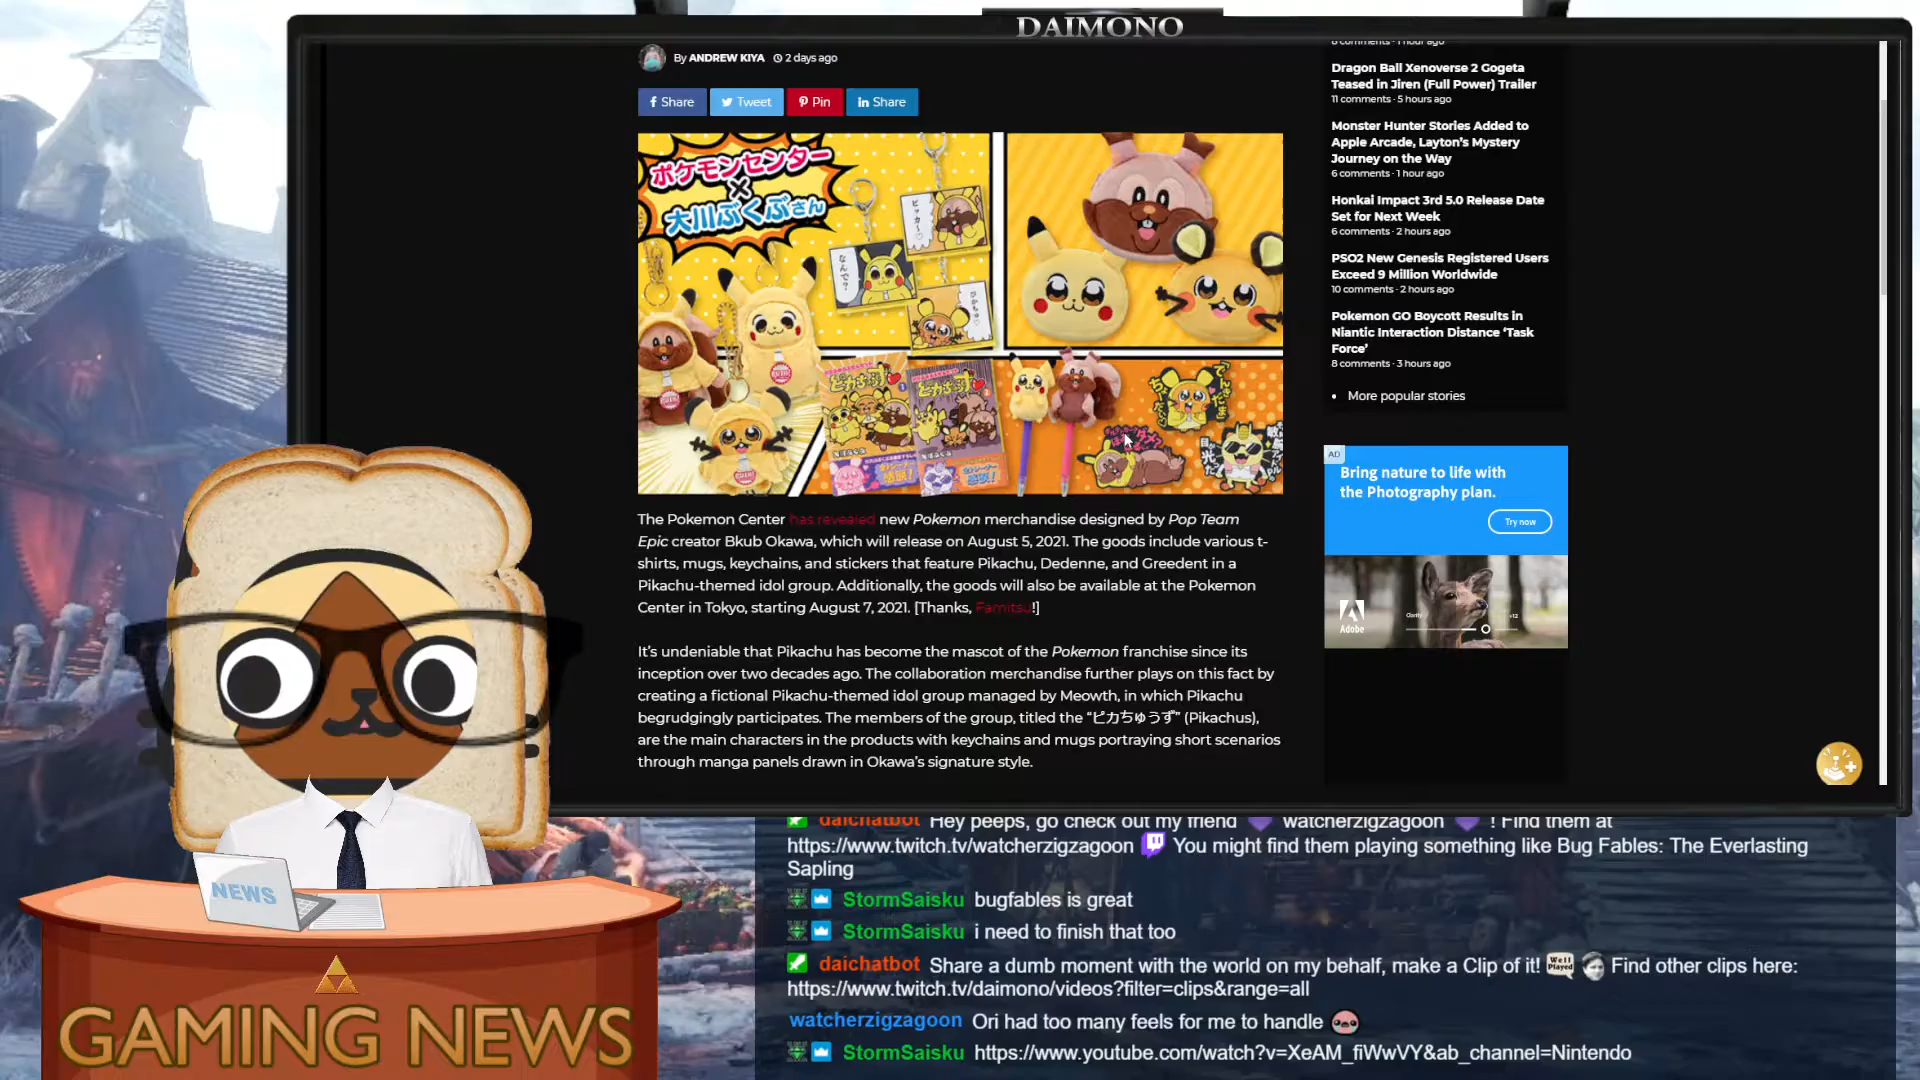 DAIMONO
By ANDREW KIYA 2 days ago
Share
Tweet
Pin
Share
ポケモンセンター
×
大川ぶくぶさん
ピッカ～♡
なんで?
The Pokemon Center has revealed new Pokemon merchandise designed by Pop Team
Epic creator Bkub Okawa, which will release on August 5, 2021. The goods include various t-
shirts, mugs, keychains, and stickers that feature Pikachu, Dedenne, and Greedent in a
Pikachu-themed idol group. Additionally, the goods will also be available at the Pokemon
Center in Tokyo, starting August 7, 2021. [Thanks, Famitsu!]
It's undeniable that Pikachu has become the mascot of the Pokemon franchise since its
inception over two decades ago. The collaboration merchandise further plays on this fact by
creating a fictional Pikachu-themed idol group managed by Meowth, in which Pikachu
begrudgingly participates. The members of the group, titled the “ピカちゅうず” (Pikachus),
are the main characters in the products with keychains and mugs portraying short scenarios
through manga panels drawn in Okawa's signature style.
8 comments · 1 hour ago
Dragon Ball Xenoverse 2 Gogeta
Teased in Jiren (Full Power) Trailer
11 comments · 5 hours ago
Monster Hunter Stories Added to
Apple Arcade, Layton's Mystery
Journey on the Way
6 comments · 1 hour ago
Honkai Impact 3rd 5.0 Release Date
Set for Next Week
6 comments · 2 hours ago
PSO2 New Genesis Registered Users
Exceed 9 Million Worldwide
10 comments · 2 hours ago
Pokemon GO Boycott Results in
Niantic Interaction Distance ‘Task
Force’
8 comments · 3 hours ago
More popular stories
AD
Bring nature to life with
the Photography plan.
Try now
Adobe
Clarity
+12
daichatbot Hey peeps, go check out my friend watcherzigzagoon ! Find them at
https://www.twitch.tv/watcherzigzagoon You might find them playing something like Bug Fables: The Everlasting
Sapling
StormSaisku bugfables is great
StormSaisku i need to finish that too
daichatbot Share a dumb moment with the world on my behalf, make a Clip of it! Well Played Find other clips here:
https://www.twitch.tv/daimono/videos?filter=clips&range=all
watcherzigzagoon Ori had too many feels for me to handle
StormSaisku https://www.youtube.com/watch?v=XeAM_fiWwVY&ab_channel=Nintendo
NEWS
GAMING NEWS